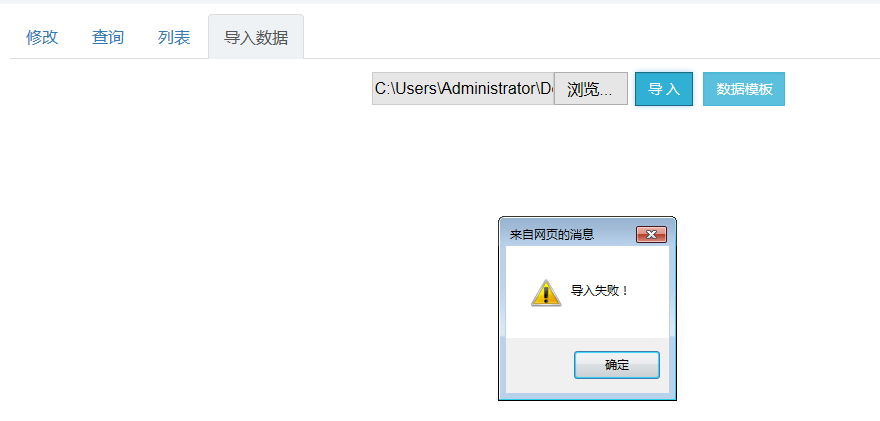 修改 查询 列表 导入数据
C:\Users\Administrator\De 浏览... 导 入 数据模板
来自网页的消息
导入失败！
确定